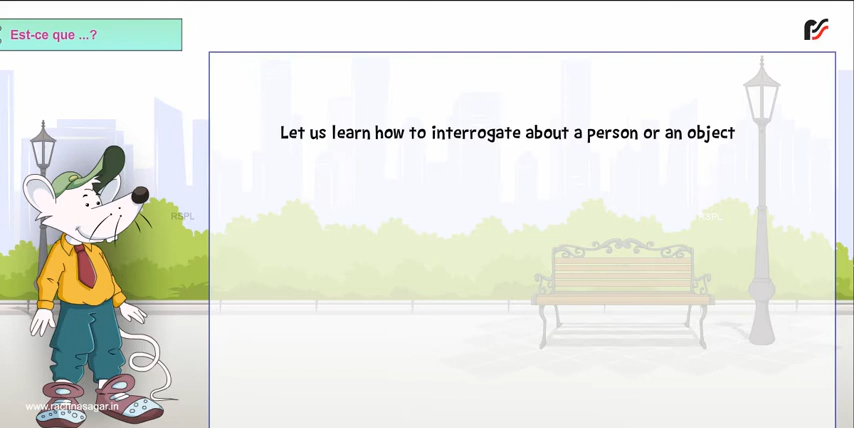 Est-ce que ...?
Let us learn how to interrogate about a person or an object
RSPL
RSPL
www.rachnasagar.in